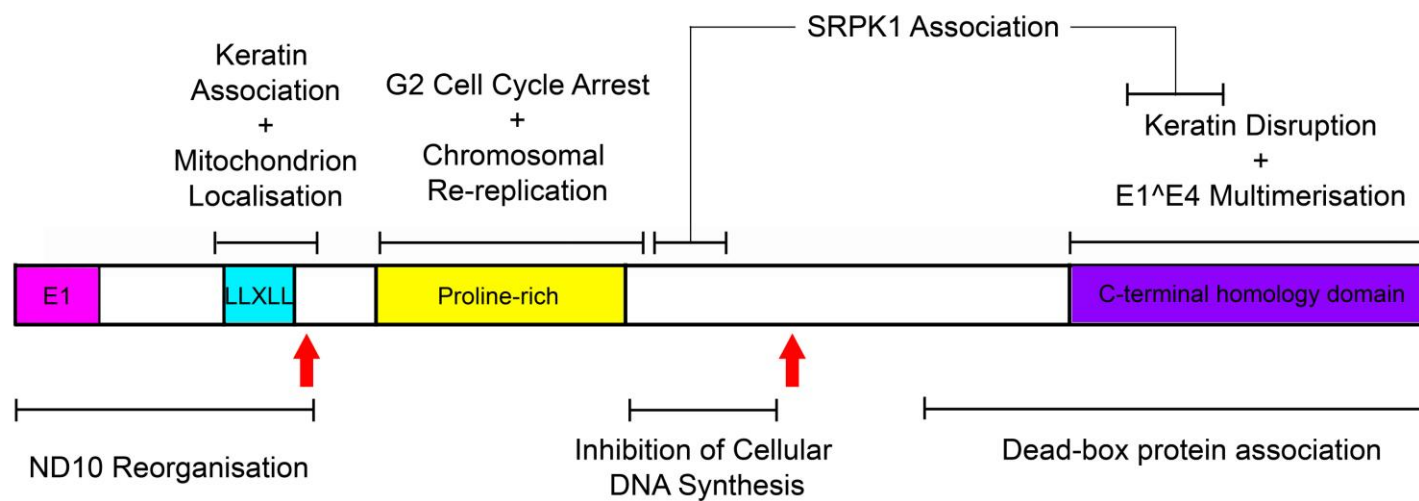 SRPK1 Association
Keratin
Association
+
Mitochondrion
Localisation
G2 Cell Cycle Arrest
+
Chromosomal
Re-replication
Keratin Disruption
+
E1^E4 Multimerisation
E1
LLXLL
Proline-rich
C-terminal homology domain
ND10 Reorganisation
Inhibition of Cellular
DNA Synthesis
Dead-box protein association